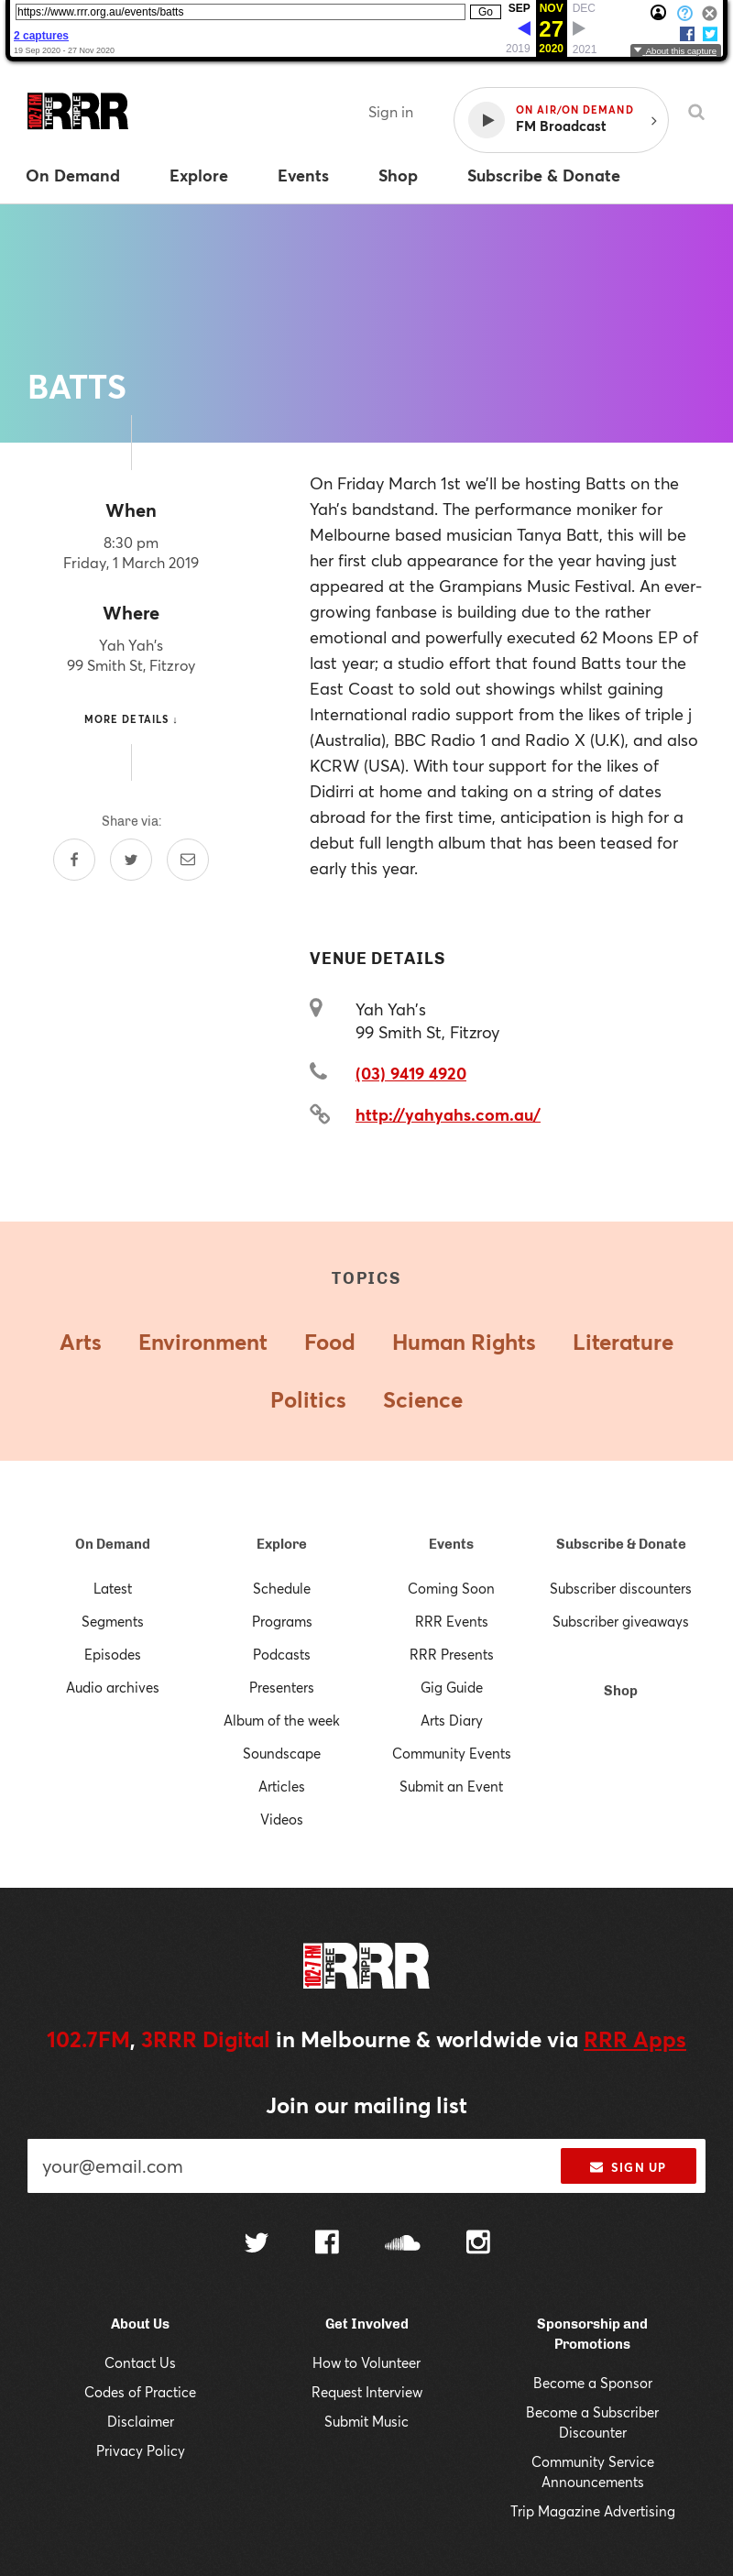 https://www.rrr.org.au/events/batts Go SEP NOV DEC
27
2 captures
19 Sep 2020 - 27 Nov 2020 2019 2020 2021
About this capture
102.7 FM THREE TRIPLE RRR
Sign in
ON AIR/ON DEMAND
FM Broadcast
On Demand Explore Events Shop Subscribe & Donate
BATTS
When
8:30 pm
Friday, 1 March 2019
Where
Yah Yah's
99 Smith St, Fitzroy
MORE DETAILS ↓
Share via:
On Friday March 1st we'll be hosting Batts on the
Yah's bandstand. The performance moniker for
Melbourne based musician Tanya Batt, this will be
her first club appearance for the year having just
appeared at the Grampians Music Festival. An ever-
growing fanbase is building due to the rather
emotional and powerfully executed 62 Moons EP of
last year; a studio effort that found Batts tour the
East Coast to sold out showings whilst gaining
International radio support from the likes of triple j
(Australia), BBC Radio 1 and Radio X (U.K), and also
KCRW (USA). With tour support for the likes of
Didirri at home and taking on a string of dates
abroad for the first time, anticipation is high for a
debut full length album that has been teased for
early this year.
VENUE DETAILS
Yah Yah's
99 Smith St, Fitzroy
(03) 9419 4920
http://yahyahs.com.au/
TOPICS
Arts Environment Food Human Rights Literature
Politics Science
On Demand
Latest
Segments
Episodes
Audio archives
Explore
Schedule
Programs
Podcasts
Presenters
Album of the week
Soundscape
Articles
Videos
Events
Coming Soon
RRR Events
RRR Presents
Gig Guide
Arts Diary
Community Events
Submit an Event
Subscribe & Donate
Subscriber discounters
Subscriber giveaways
Shop
102.7 FM THREE TRIPLE RRR
102.7FM, 3RRR Digital in Melbourne & worldwide via RRR Apps
Join our mailing list
your@email.com SIGN UP
About Us
Contact Us
Codes of Practice
Disclaimer
Privacy Policy
Get Involved
How to Volunteer
Request Interview
Submit Music
Sponsorship and
Promotions
Become a Sponsor
Become a Subscriber
Discounter
Community Service
Announcements
Trip Magazine Advertising